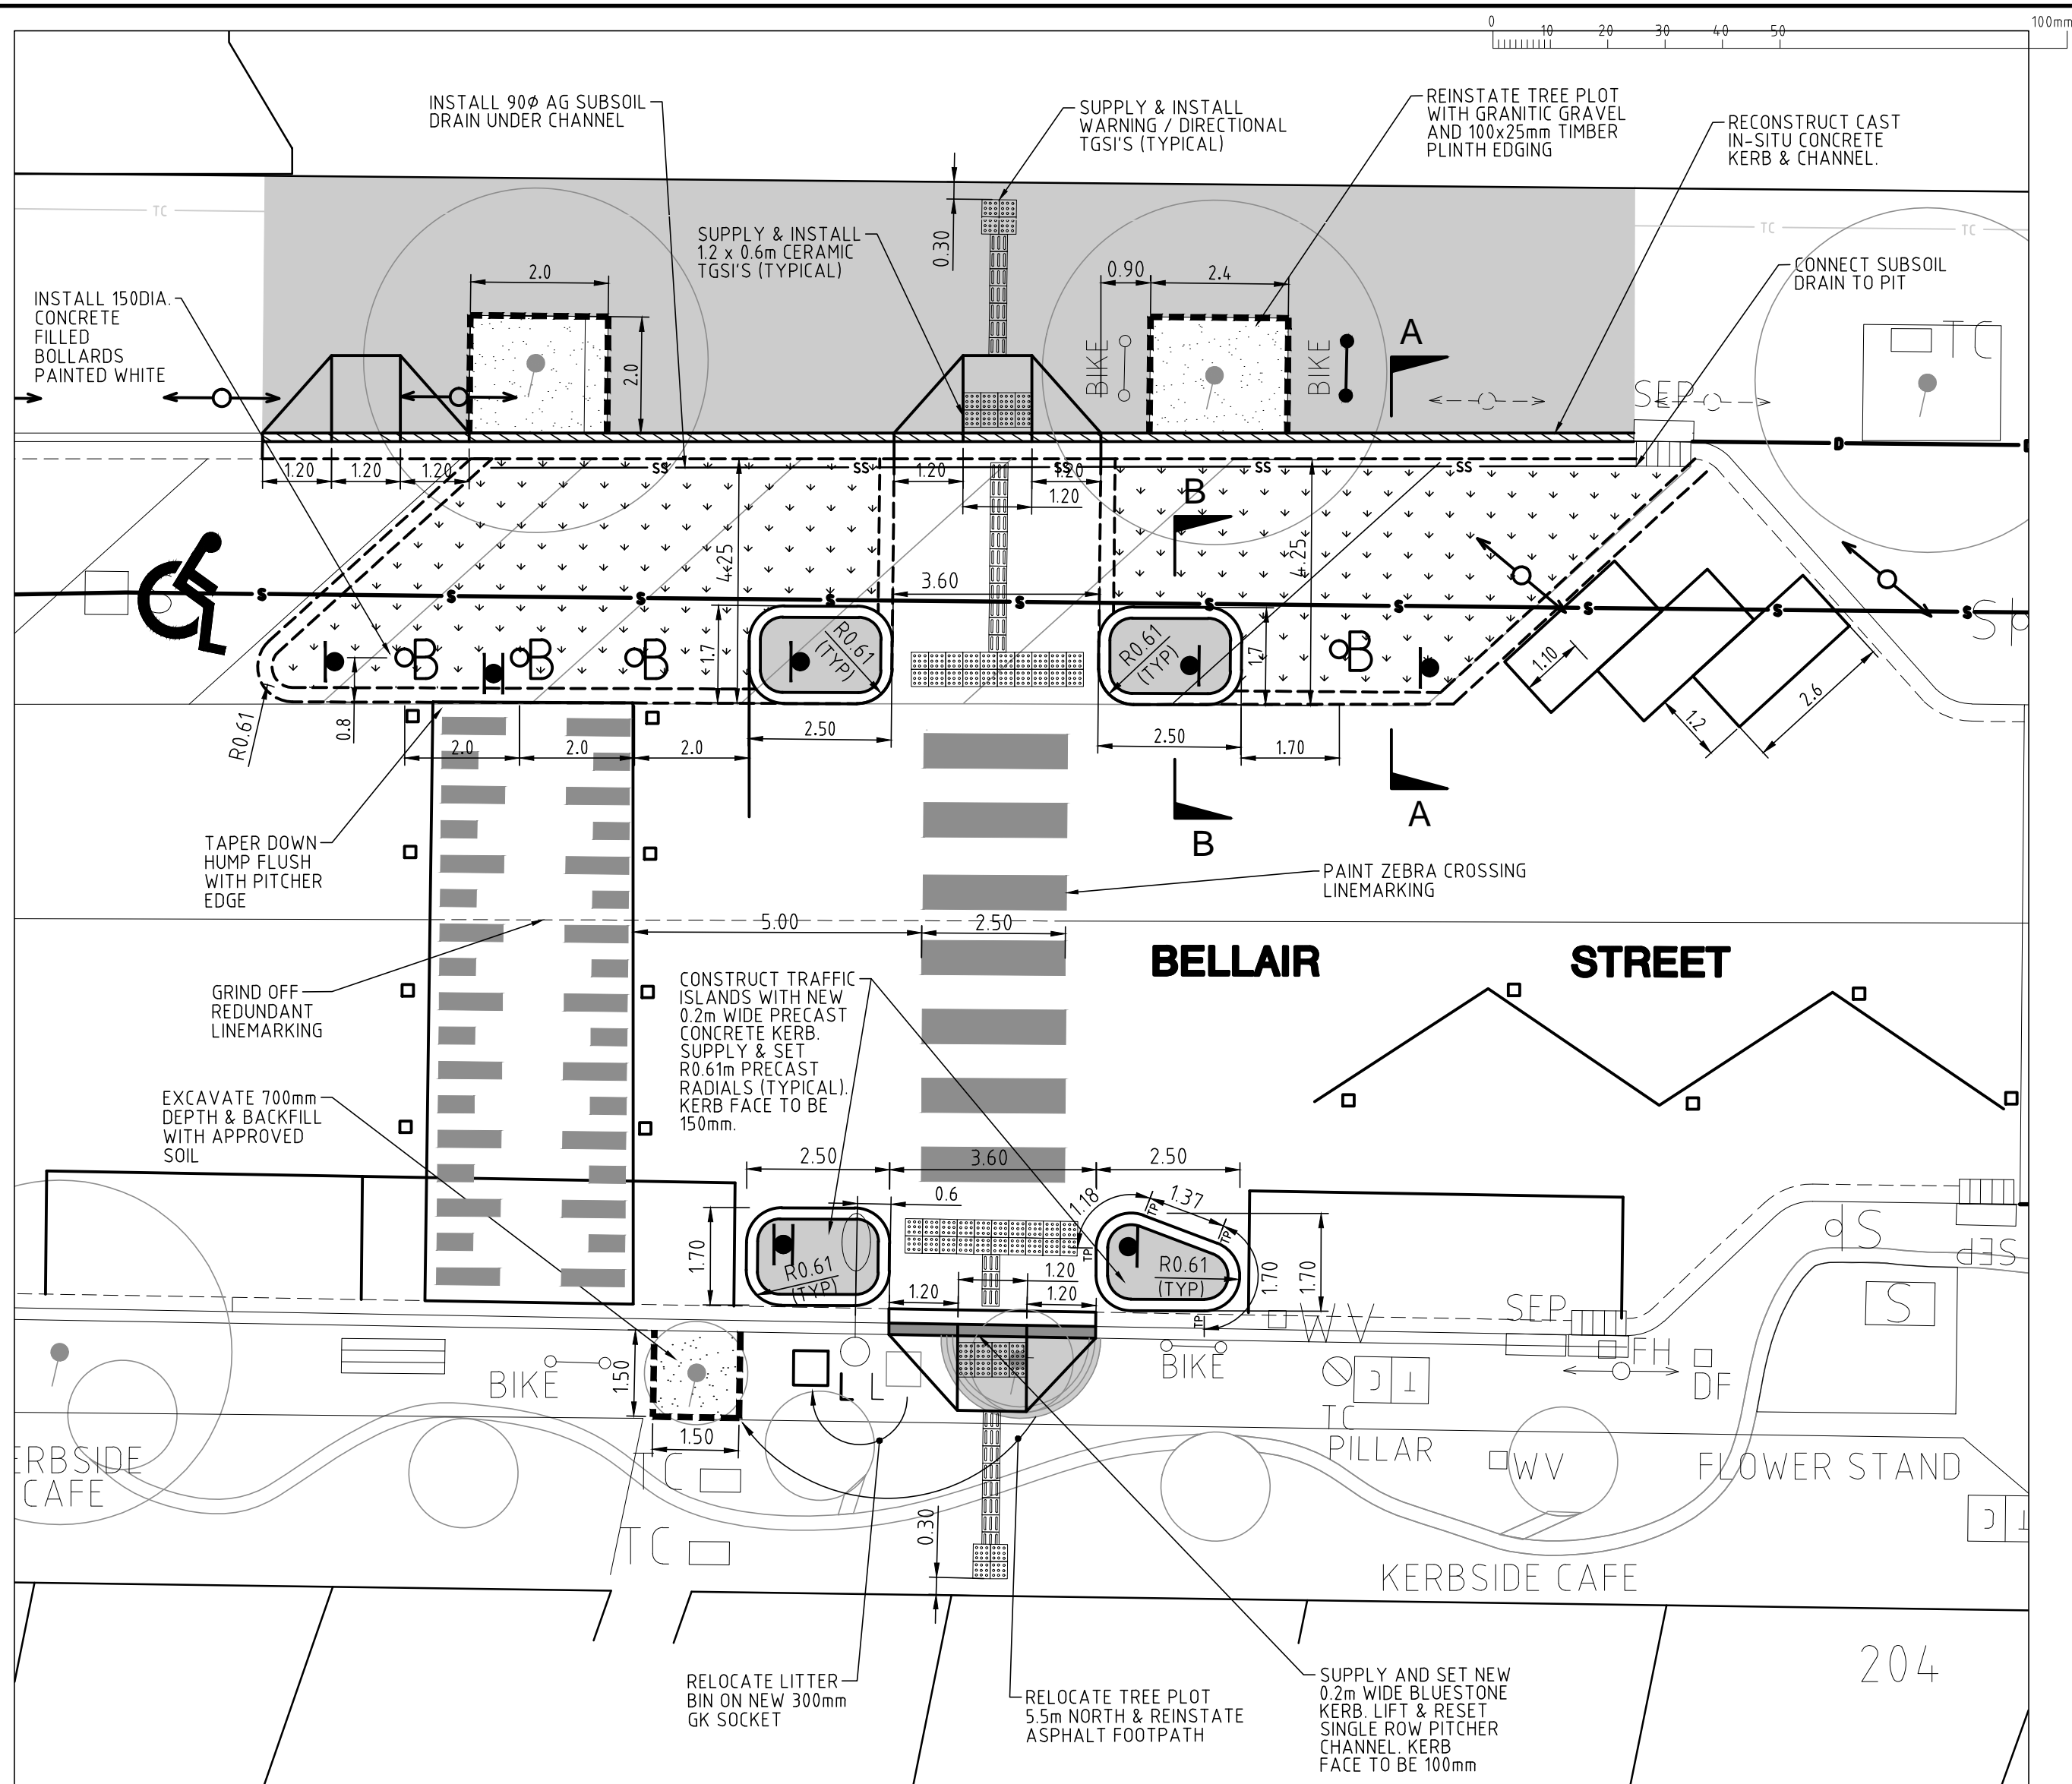 0
10
20
30
40
50
100mm
INSTALL 90ø AG SUBSOIL
DRAIN UNDER CHANNEL
SUPPLY & INSTALL
WARNING / DIRECTIONAL
TGSI'S (TYPICAL)
REINSTATE TREE PLOT
WITH GRANITIC GRAVEL
AND 100x25mm TIMBER
PLINTH EDGING
RECONSTRUCT CAST
IN-SITU CONCRETE
KERB & CHANNEL.
TC
TC
TC
SUPPLY & INSTALL
1.2 x 0.6m CERAMIC
TGSI'S (TYPICAL)
0.30
CONNECT SUBSOIL
DRAIN TO PIT
INSTALL 150DIA.
CONCRETE
FILLED
BOLLARDS
PAINTED WHITE
2.0
2.0
0.90
2.4
BIKE
BIKE
A
TC
SEP
D
1.20
1.20
1.20
SS
SS
1.20
SS
1.20
1.20
SS
SS
B
4.25
4.25
3.60
S
S
S
S
S
S
S
S
S
S
S
B
B
B
B
1.7
R0.61
(TYP)
R0.61
(TYP)
1.7
1.10
1.2
2.6
R0.61
0.8
2.0
2.0
2.0
2.50
2.50
1.70
B
A
TAPER DOWN
HUMP FLUSH
WITH PITCHER
EDGE
PAINT ZEBRA CROSSING
LINEMARKING
5.00
2.50
BELLAIR STREET
GRIND OFF
REDUNDANT
LINEMARKING
CONSTRUCT TRAFFIC
ISLANDS WITH NEW
0.2m WIDE PRECAST
CONCRETE KERB.
SUPPLY & SET
R0.61m PRECAST
RADIALS (TYPICAL).
KERB FACE TO BE
150mm.
EXCAVATE 700mm
DEPTH & BACKFILL
WITH APPROVED
SOIL
2.50
3.60
2.50
0.6
1.18
1.37
TP
TP
TP
TP
1.70
R0.61
(TYP)
1.20
1.20
1.20
R0.61
(TYP)
1.70
1.70
S
SEP
S
WV
SEP
FH
DF
BIKE
1.50
1.50
L
L
BIKE
TC
TC
PILLAR
WV
FLOWER STAND
ERBSIDE
CAFE
C
TC
0.30
TC
KERBSIDE CAFE
204
RELOCATE LITTER
BIN ON NEW 300mm
GK SOCKET
RELOCATE TREE PLOT
5.5m NORTH & REINSTATE
ASPHALT FOOTPATH
SUPPLY AND SET NEW
0.2m WIDE BLUESTONE
KERB. LIFT & RESET
SINGLE ROW PITCHER
CHANNEL. KERB
FACE TO BE 100mm